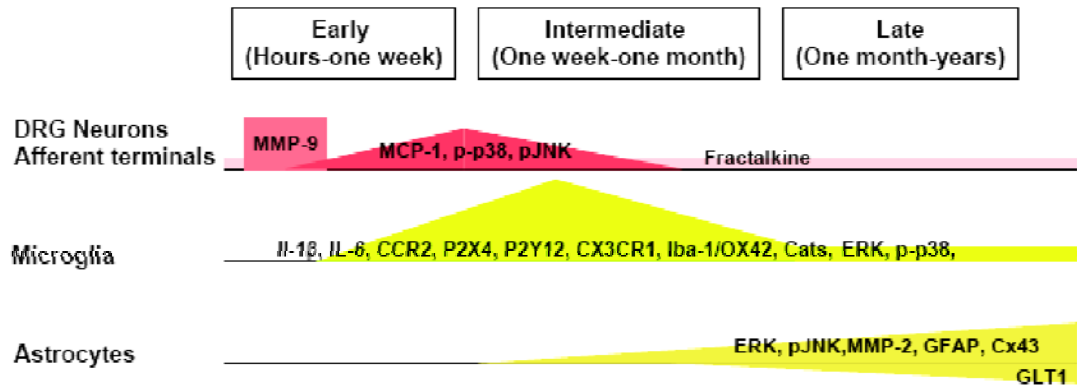 Early
(Hours-one week)
Intermediate
(One week-one month)
Late
(One month-years)
DRG Neurons
Afferent terminals
MMP-9
MCP-1, p-p38, pJNK
Fractalkine
Microglia
Il-1β, IL-6, CCR2, P2X4, P2Y12, CX3CR1, Iba-1/OX42, Cats, ERK, p-p38,
Astrocytes
ERK, pJNK,MMP-2, GFAP, Cx43
GLT1